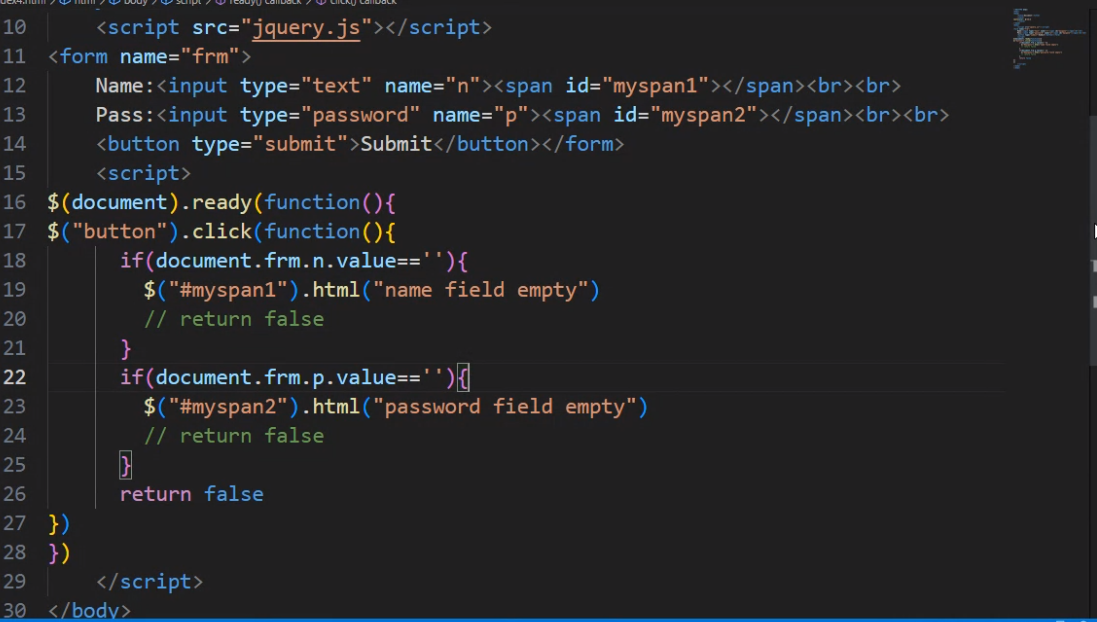 dex4.html > html > body > script > ready() callback > click() callback
10 <script src="jquery.js"></script>
11 <form name="frm">
12 Name:<input type="text" name="n"><span id="myspan1"></span><br><br>
13 Pass:<input type="password" name="p"><span id="myspan2"></span><br><br>
14 <button type="submit">Submit</button></form>
15 <script>
16 $(document).ready(function(){
17 $("button").click(function(){
18 if(document.frm.n.value==''){
19 $("#myspan1").html("name field empty")
20 // return false
21 }
22 if(document.frm.p.value==''){
23 $("#myspan2").html("password field empty")
24 // return false
25 }
26 return false
27 })
28 })
29 </script>
30 </body>